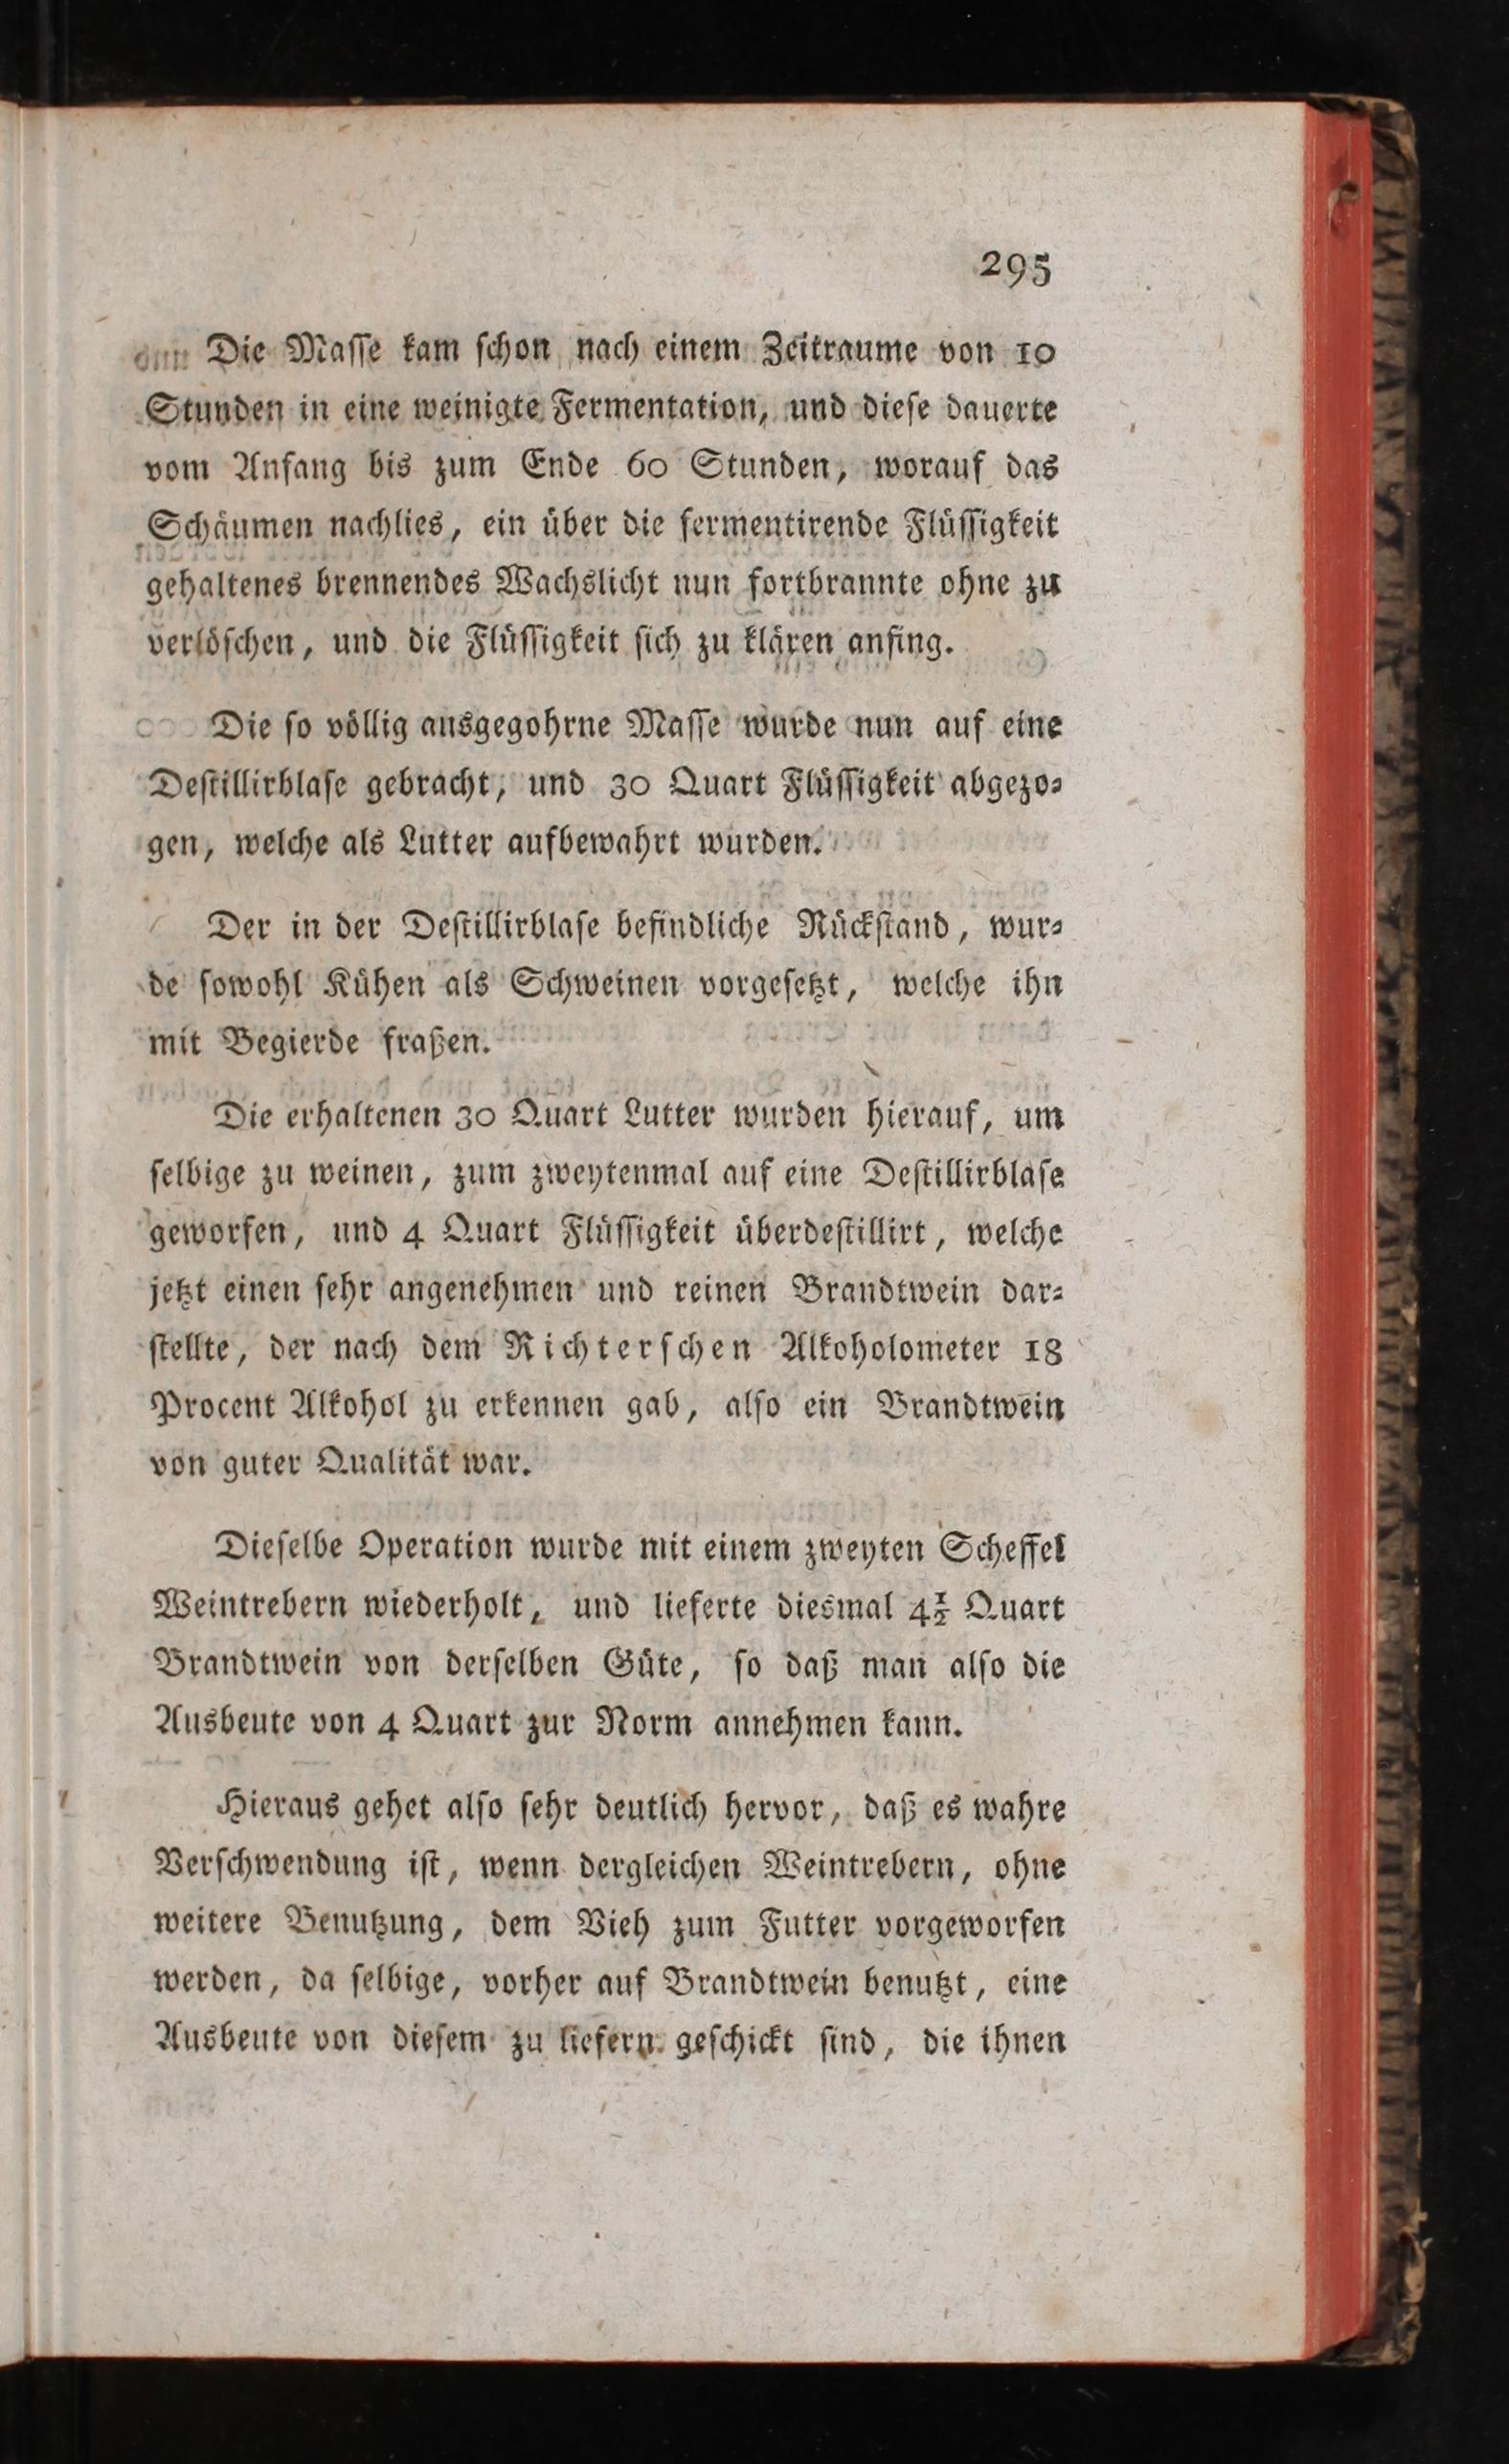 295
Die Maſſe kam ſchon nach einem Zeitraume von 10
Stunden in eine weinigte Fermentation, und dieſe dauerte
vom Anfang bis zum Ende 60 Stunden, worauf das
Schäumen nachlies, ein über die fermentirende Flüſſigkeit
gehaltenes brennendes Wachslicht nun fortbrannte ohne zu
verlöſchen, und die Flüſſigkeit ſich zu klären anfing.
Die ſo völlig ausgegohrne Maſſe wurde nun auf eine
Deſtillirblaſe gebracht, und 30 Quart Flüſſigkeit abgezo⸗
gen, welche als Lutter aufbewahrt wurden.
Der in der Deſtillirblaſe befindliche Rückſtand, wur⸗
de ſowohl Kühen als Schweinen vorgeſetzt, welche ihn
mit Begierde fraßen.
Die erhaltenen 30 Quart Lutter wurden hierauf, um
ſelbige zu weinen, zum zweytenmal auf eine Deſtillirblaſe
geworfen, und 4 Quart Flüſſigkeit überdeſtillirt, welche
jetzt einen ſehr angenehmen und reinen Brandtwein dar⸗
ſtellte, der nach dem Richterſchen Alkoholometer 18
Procent Alkohol zu erkennen gab, alſo ein Brandtwein
von guter Qualität war.
Dieſelbe Operation wurde mit einem zweyten Scheffel
Weintrebern wiederholt, und lieferte diesmal 4½ Quart
Brandtwein von derſelben Güte, ſo daß man alſo die
Ausbeute von 4 Quart zur Norm annehmen kann.
Hieraus gehet alſo ſehr deutlich hervor, daß es wahre
Verſchwendung iſt, wenn dergleichen Weintrebern, ohne
weitere Benutzung, dem Vieh zum Futter vorgeworfen
werden, da ſelbige, vorher auf Brandtwein benutzt, eine
Ausbeute von dieſem zu liefern geſchickt ſind, die ihnen